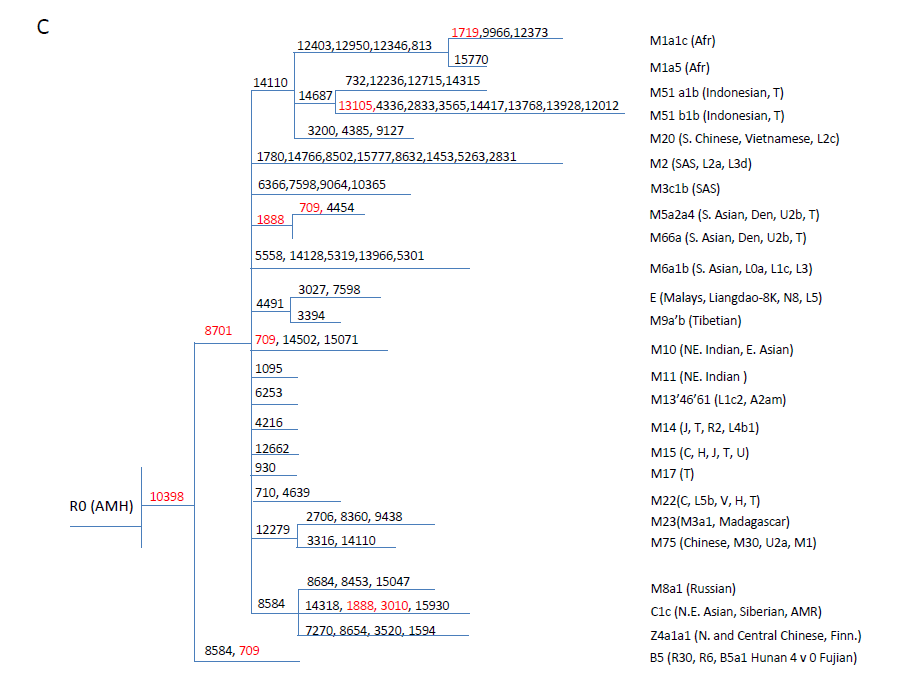 C
1719,9966,12373
12403,12950,12346,813
M1a1c (Afr)
15770
M1a5 (Afr)
14110
732,12236,12715,14315
M51 a1b (Indonesian, T)
14687
13105,4336,2833,3565,14417,13768,13928,12012
M51 b1b (Indonesian, T)
3200, 4385, 9127
M20 (S. Chinese, Vietnamese, L2c)
1780,14766,8502,15777,8632,1453,5263,2831
M2 (SAS, L2a, L3d)
6366,7598,9064,10365
M3c1b (SAS)
709, 4454
M5a2a4 (S. Asian, Den, U2b, T)
1888
M66a (S. Asian, Den, U2b, T)
5558, 14128,5319,13966,5301
M6a1b (S. Asian, L0a, L1c, L3)
3027, 7598
E (Malays, Liangdao-8K, N8, L5)
4491
3394
M9a’b (Tibetian)
8701
709, 14502, 15071
M10 (NE. Indian, E. Asian)
1095
M11 (NE. Indian )
6253
M13’46’61 (L1c2, A2am)
4216
M14 (J, T, R2, L4b1)
12662
M15 (C, H, J, T, U)
930
M17 (T)
R0 (AMH)
10398
710, 4639
M22(C, L5b, V, H, T)
2706, 8360, 9438
M23(M3a1, Madagascar)
12279
3316, 14110
M75 (Chinese, M30, U2a, M1)
8684, 8453, 15047
M8a1 (Russian)
8584
14318, 1888, 3010, 15930
C1c (N.E. Asian, Siberian, AMR)
7270, 8654, 3520, 1594
Z4a1a1 (N. and Central Chinese, Finn.)
8584, 709
B5 (R30, R6, B5a1 Hunan 4 v 0 Fujian)